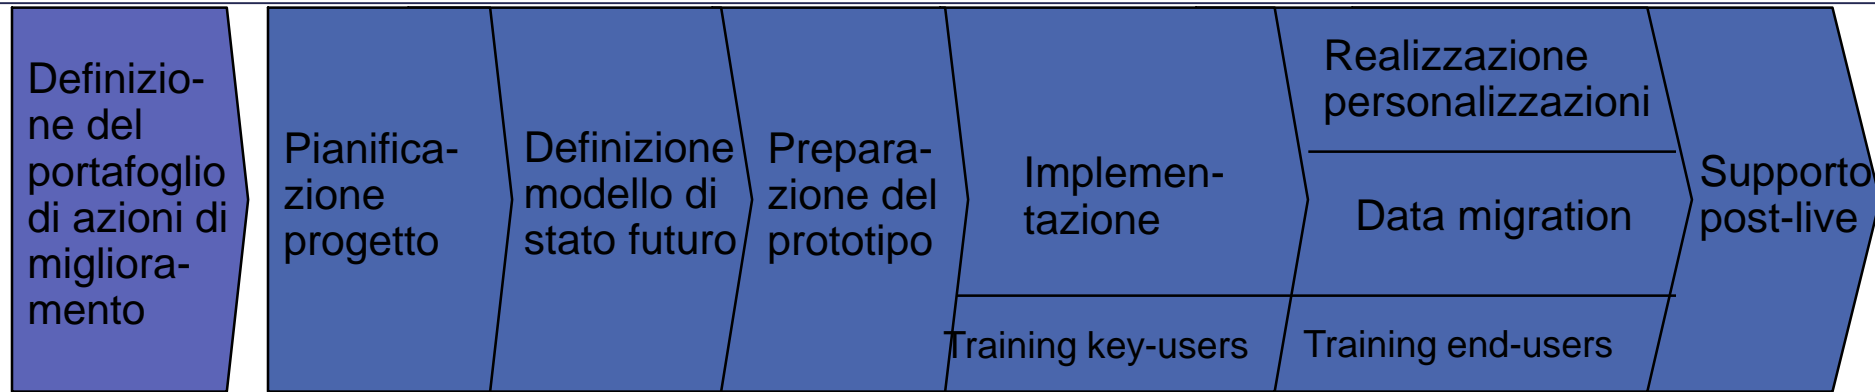 Definizio-
ne del
portafoglio
di azioni di
migliora-
mento
Pianifica-
zione
progetto
Definizione
modello di
stato futuro
Prepara-
zione del
prototipo
Implemen-
tazione
Training key-users
Realizzazione
personalizzazioni
Data migration
Training end-users
Supporto
post-live